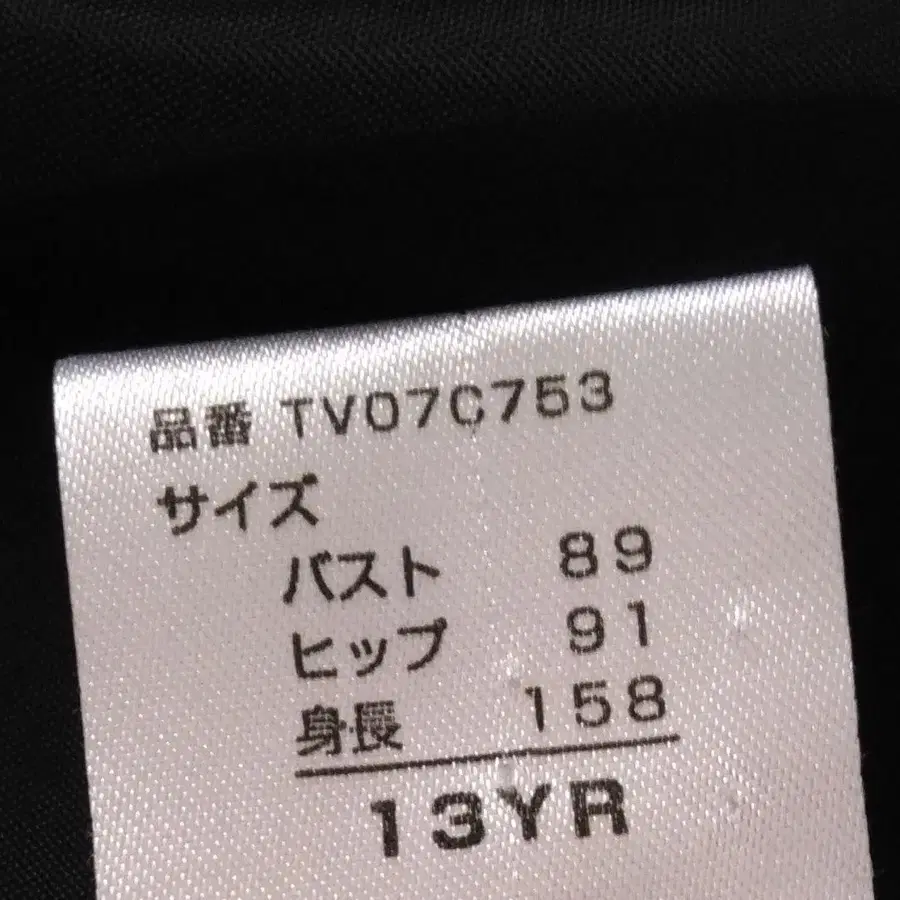 品番 TV07C753
サイズ
バスト 89
ヒップ 91
身長 158
13YR